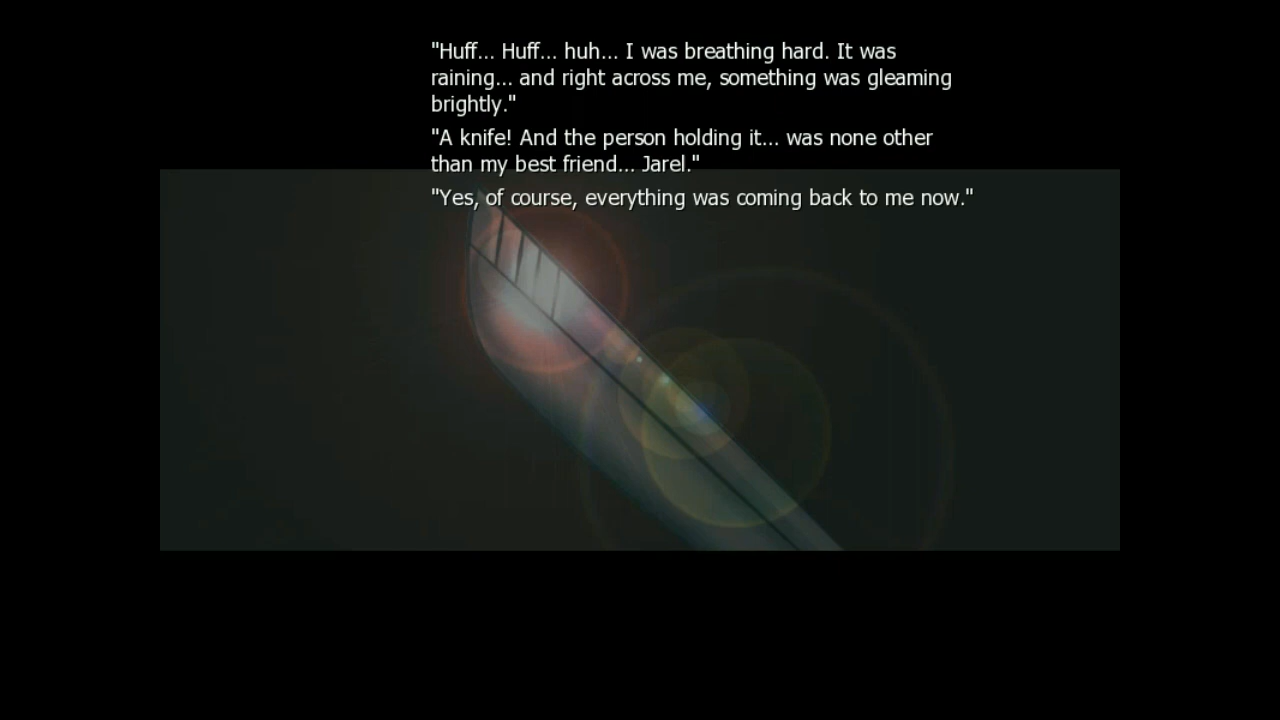 "Huff... Huff... huh... I was breathing hard. It was
raining... and right across me, something was gleaming
brightly."
"A knife! And the person holding it... was none other
than my best friend... Jarel."
"Yes, of course, everything was coming back to me now."